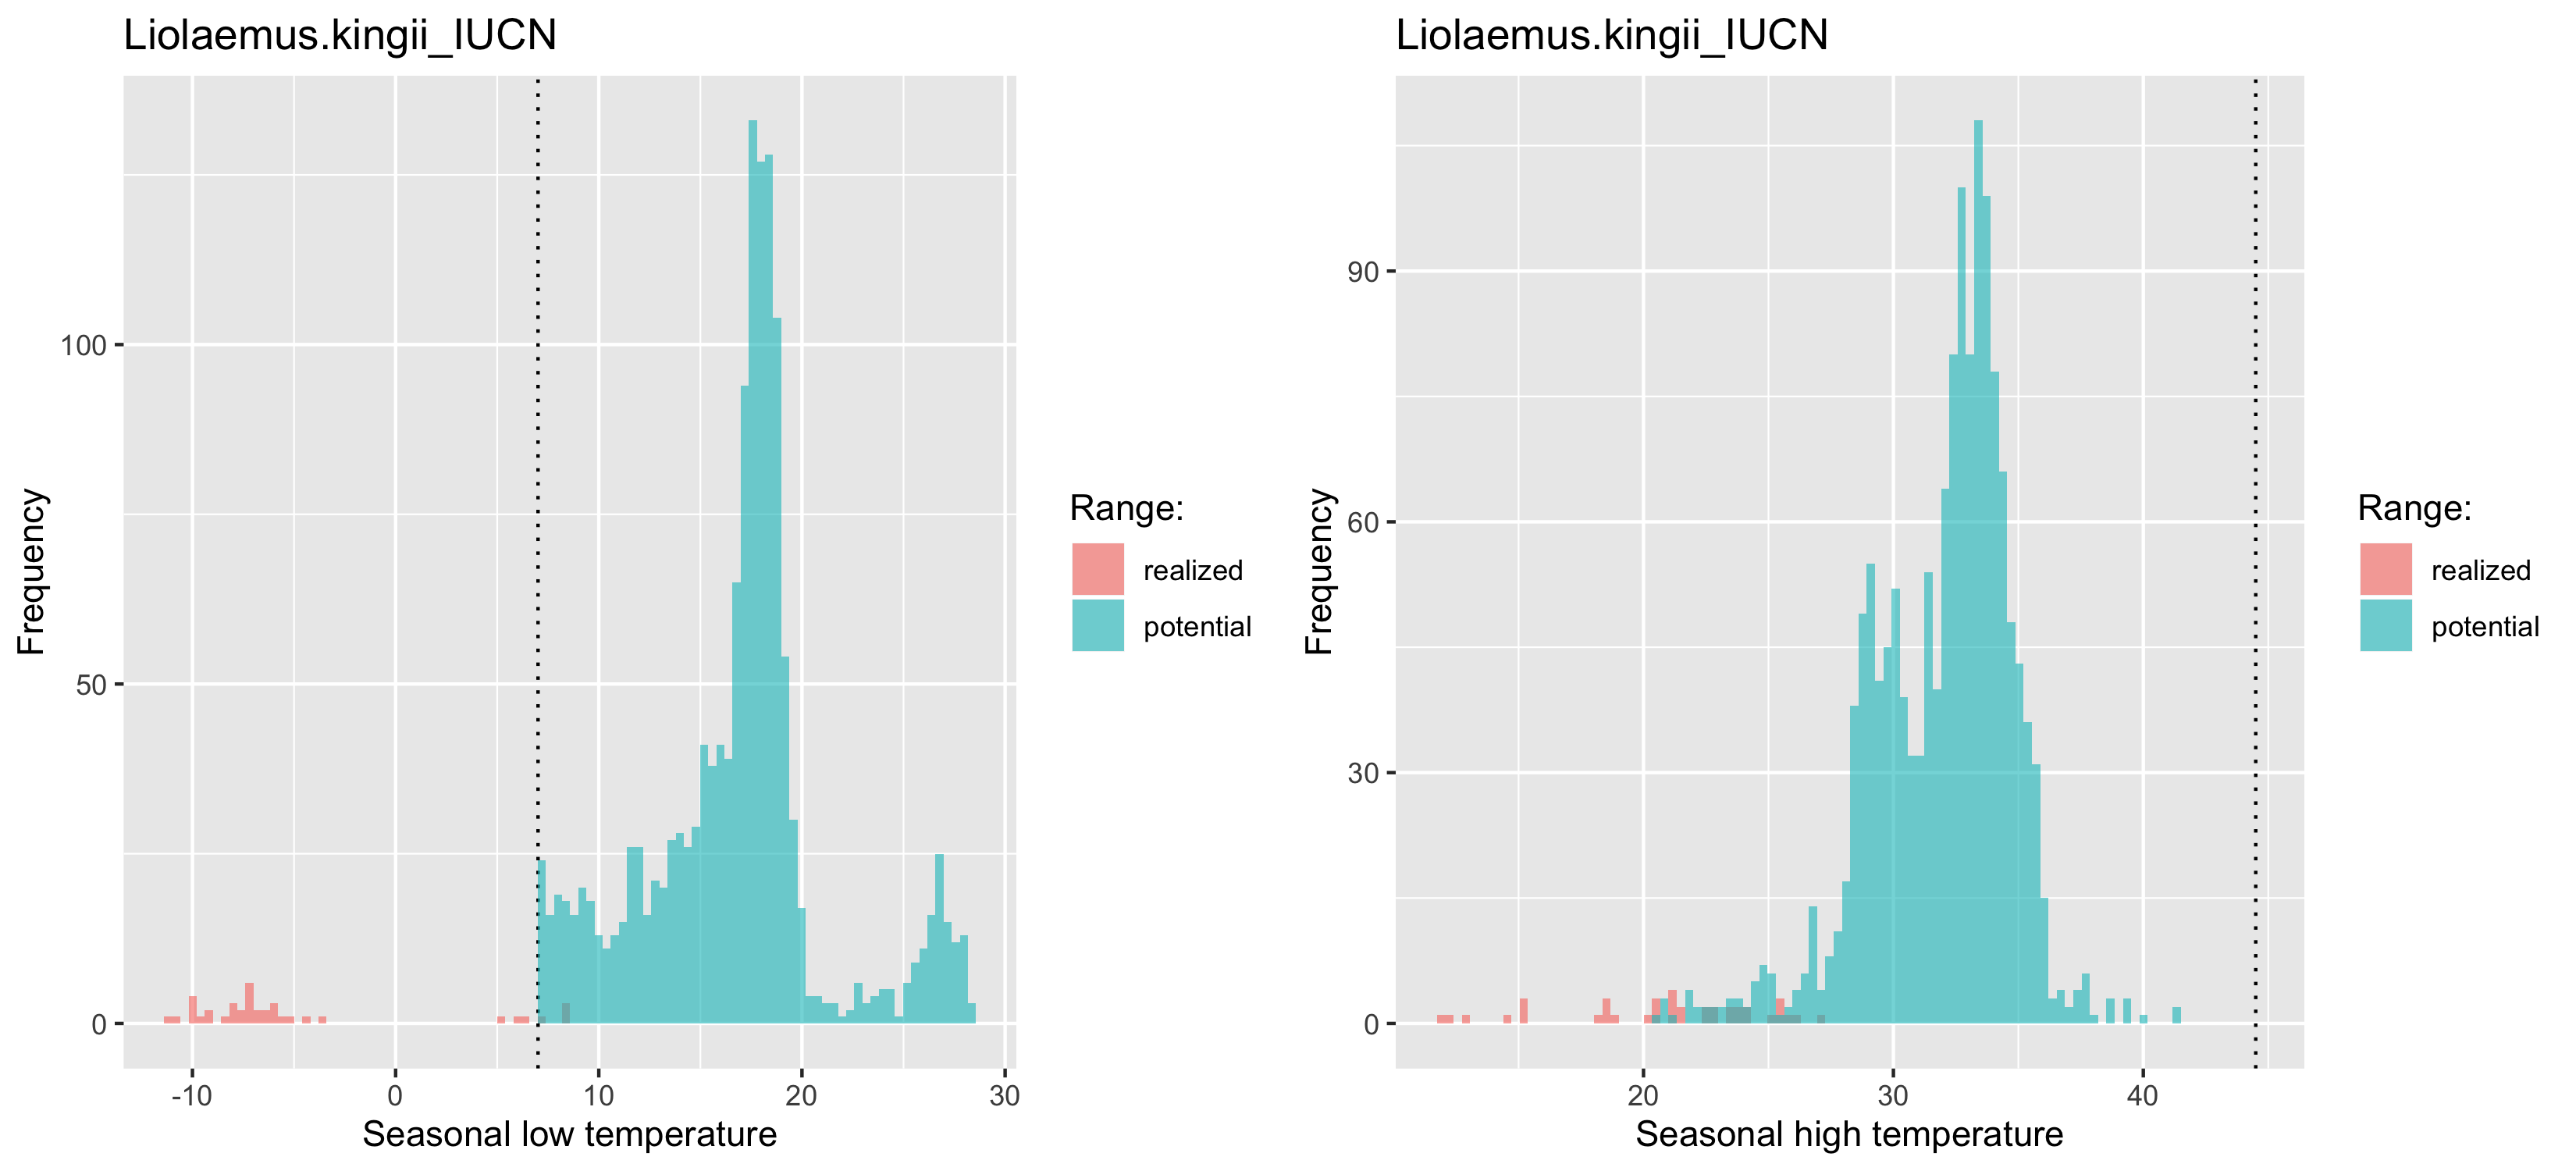 Liolaemus.kingii_IUCN
Frequency
100
50
0
-10 0 10 20 30
Seasonal low temperature
Range:
realized
potential
Liolaemus.kingii_IUCN
Frequency
90
60
30
0
20 30 40
Seasonal high temperature
Range:
realized
potential